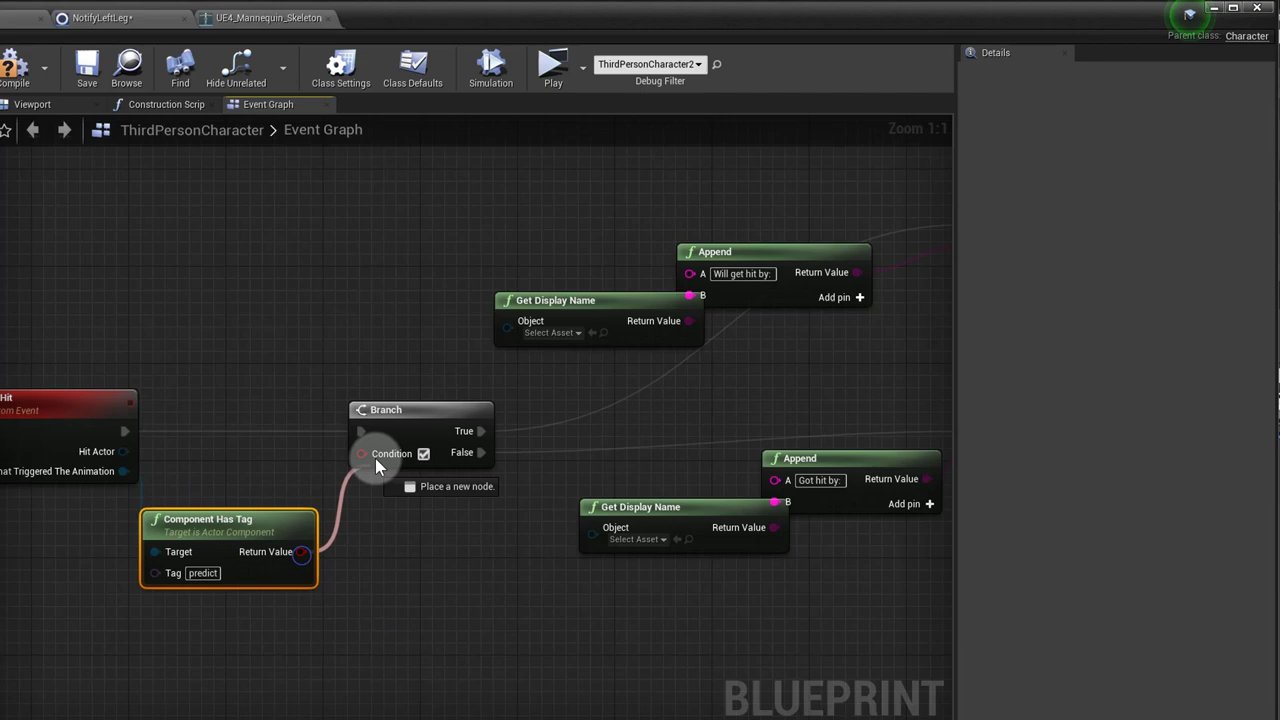 NotifyLeftLeg*
UE4_Mannequin_Skeleton
Parent class: Character
Compile
Save
Browse
Find
Hide Unrelated
Class Settings
Class Defaults
Simulation
Play
ThirdPersonCharacter2
Debug Filter
Details
Viewport
Construction Scrip
Event Graph
ThirdPersonCharacter > Event Graph
Zoom 1:1
Append
A Will get hit by: Return Value
B
Add pin
Get Display Name
Object Return Value
Select Asset
Hit
om Event
Hit Actor
hat Triggered The Animation
Branch
True
Condition False
Place a new node.
Append
A Got hit by: Return Value
B
Add pin
Get Display Name
Object Return Value
Select Asset
Component Has Tag
Target is Actor Component
Target Return Value
Tag predict
BLUEPRINT